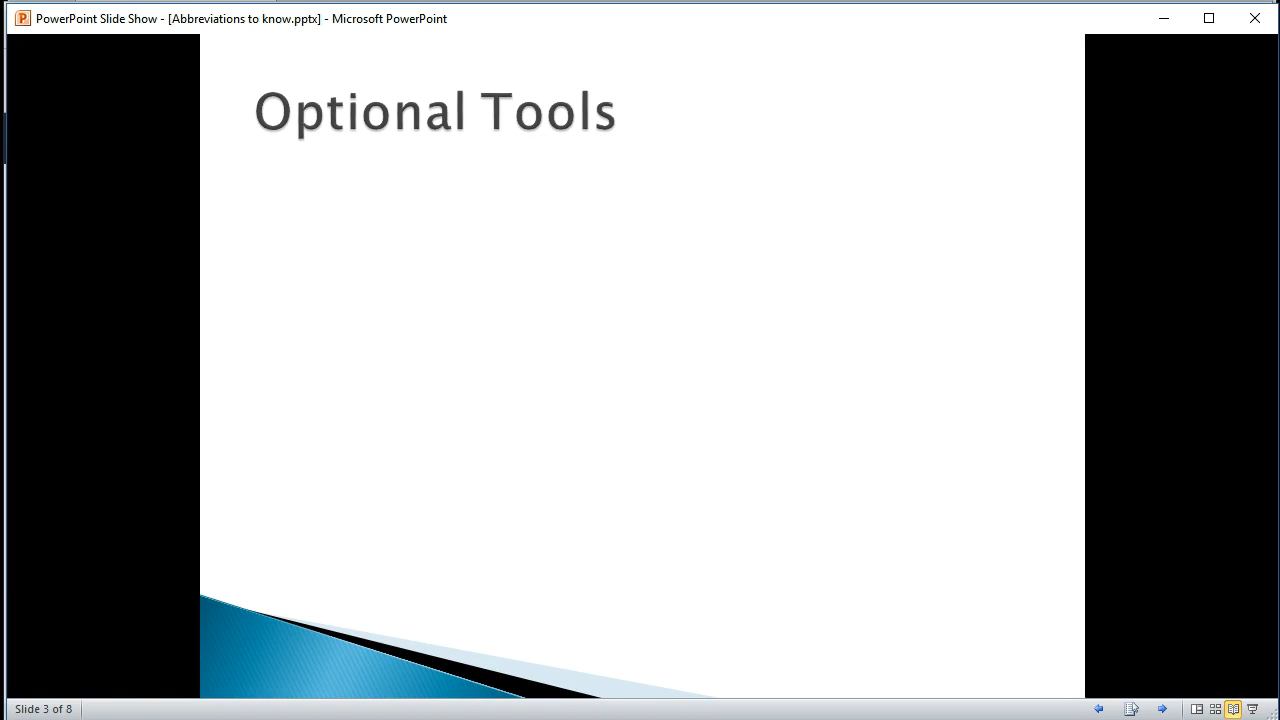 PowerPoint Slide Show - [Abbreviations to know.pptx] - Microsoft PowerPoint
Optional Tools
Slide 3 of 8